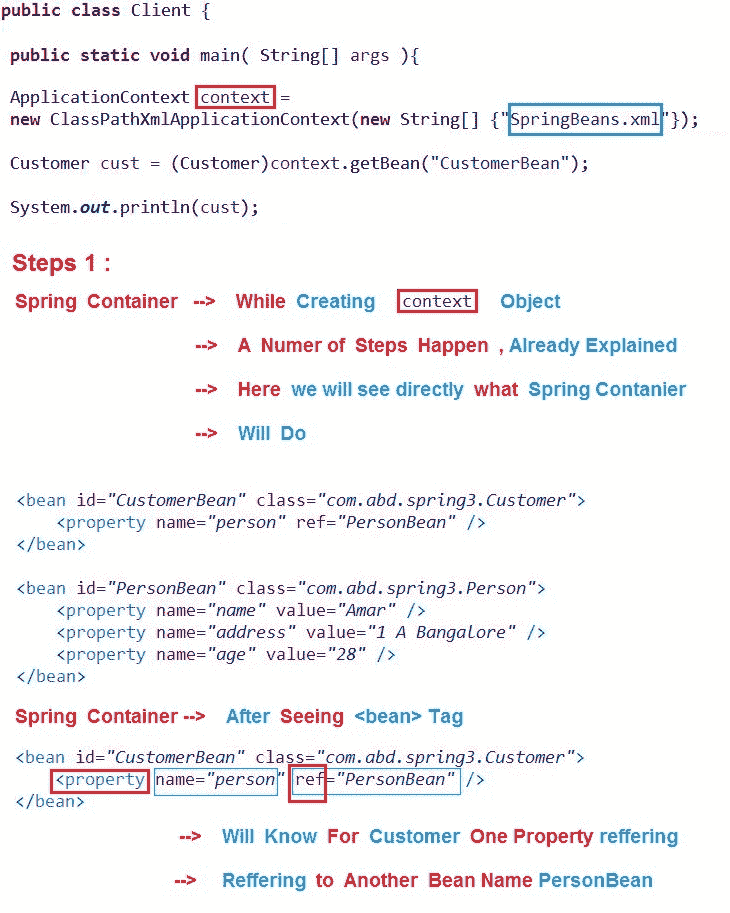 public class Client {
public static void main( String[] args ){
ApplicationContext context =
new ClassPathXmlApplicationContext(new String[] {"SpringBeans.xml"});
Customer cust = (Customer)context.getBean("CustomerBean");
System.out.println(cust);
Steps 1 :
Spring Container --> While Creating context Object
--> A Numer of Steps Happen , Already Explained
--> Here we will see directly what Spring Contanier
--> Will Do
<bean id="CustomerBean" class="com.abd.spring3.Customer">
<property name="person" ref="PersonBean" />
</bean>
<bean id="PersonBean" class="com.abd.spring3.Person">
<property name="name" value="Amar" />
<property name="address" value="1 A Bangalore" />
<property name="age" value="28" />
</bean>
Spring Container --> After Seeing <bean> Tag
<bean id="CustomerBean" class="com.abd.spring3.Customer">
<property name="person" ref="PersonBean" />
</bean>
--> Will Know For Customer One Property reffering
--> Reffering to Another Bean Name PersonBean